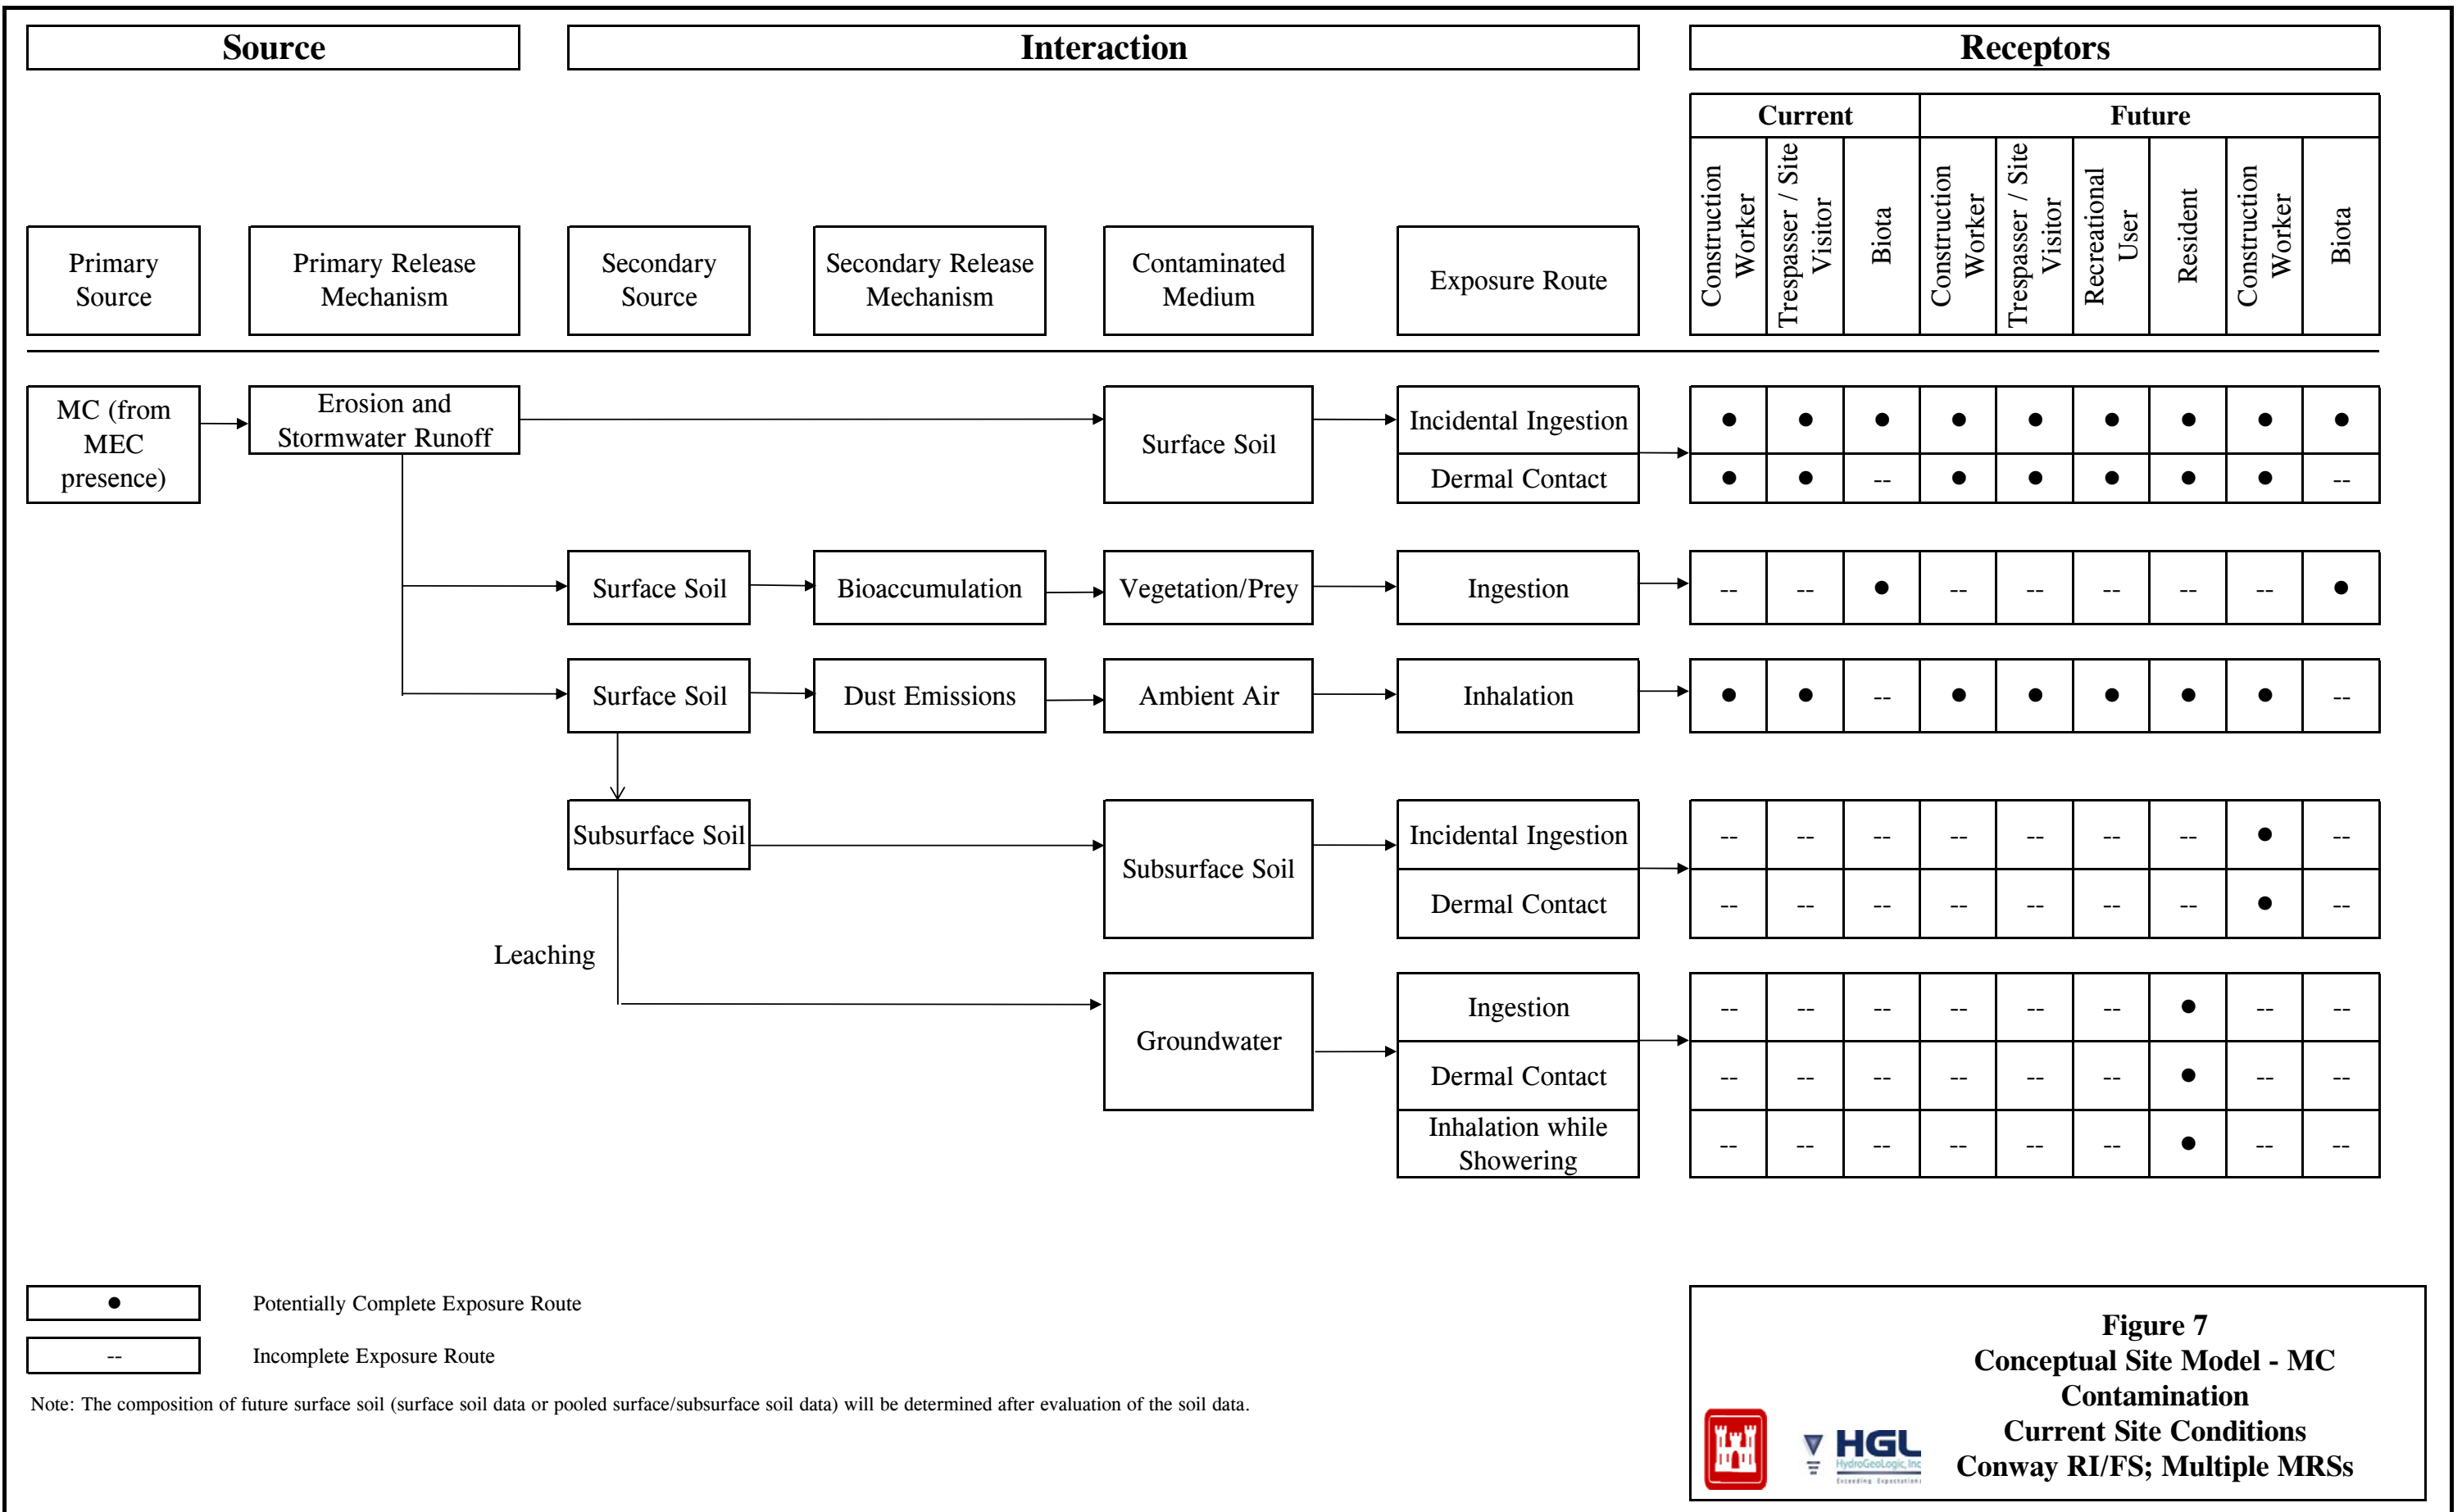 Source
Interaction
Receptors
Current
Future
Construction
Worker
Trespasser / Site
Visitor
Biota
Construction
Worker
Trespasser / Site
Visitor
Recreational
User
Resident
Construction
Worker
Biota
Primary
Source
Primary Release
Mechanism
Secondary
Source
Secondary Release
Mechanism
Contaminated
Medium
Exposure Route
MC (from
MEC
presence)
Erosion and
Stormwater Runoff
Surface Soil
Incidental Ingestion
● ● ● ● ● ● ● ● ●
Dermal Contact
● ● -- ● ● ● ● ● --
Surface Soil
Bioaccumulation
Vegetation/Prey
Ingestion
-- -- ● -- -- -- -- -- ●
Surface Soil
Dust Emissions
Ambient Air
Inhalation
● ● -- ● ● ● ● ● --
Subsurface Soil
Subsurface Soil
Incidental Ingestion
-- -- -- -- -- -- -- ● --
Dermal Contact
-- -- -- -- -- -- -- ● --
Leaching
Groundwater
Ingestion
-- -- -- -- -- -- ● -- --
Dermal Contact
-- -- -- -- -- -- ● -- --
Inhalation while
Showering
-- -- -- -- -- -- ● -- --
● Potentially Complete Exposure Route
-- Incomplete Exposure Route
Note: The composition of future surface soil (surface soil data or pooled surface/subsurface soil data) will be determined after evaluation of the soil data.
Figure 7
Conceptual Site Model - MC
Contamination
Current Site Conditions
Conway RI/FS; Multiple MRSs
HGL
HydroGeoLogic, Inc
Exceeding Expectations